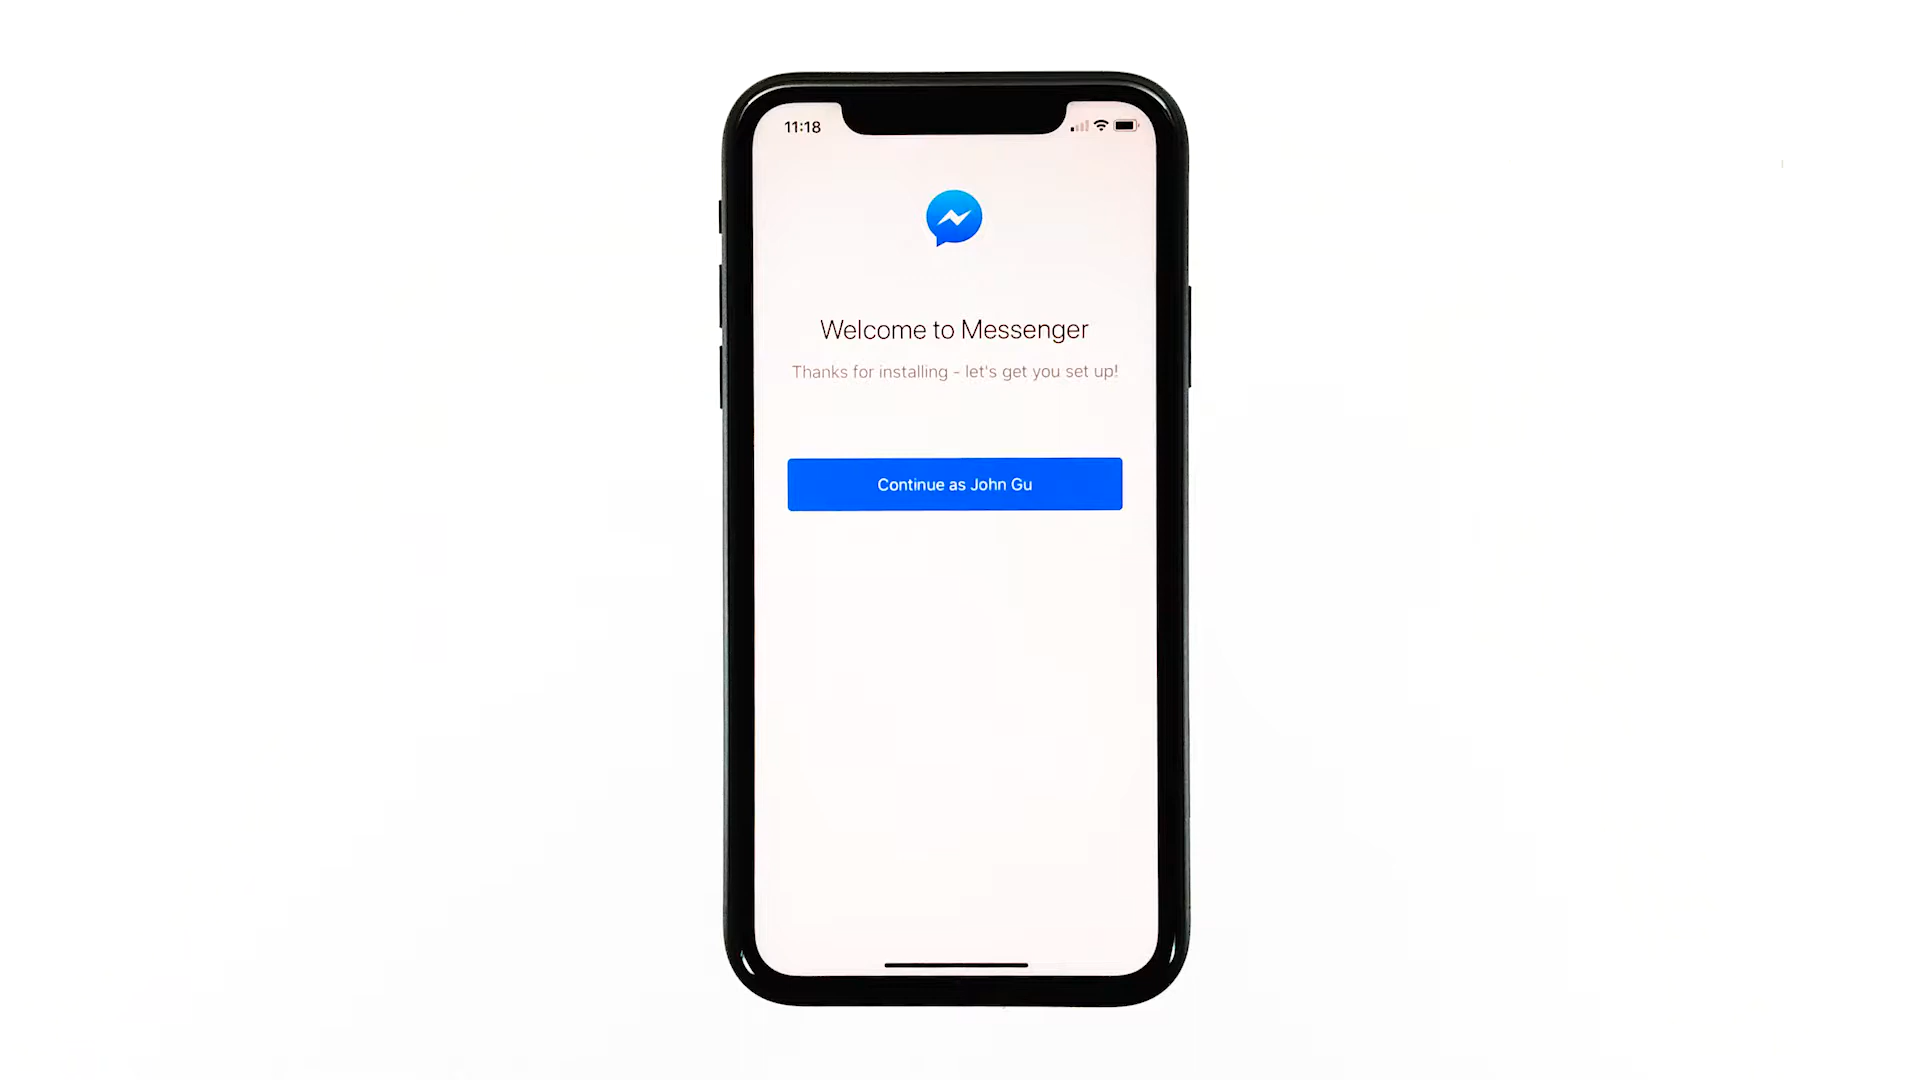 11:18
Welcome to Messenger
Thanks for installing - let's get you set up!
Continue as John Gu